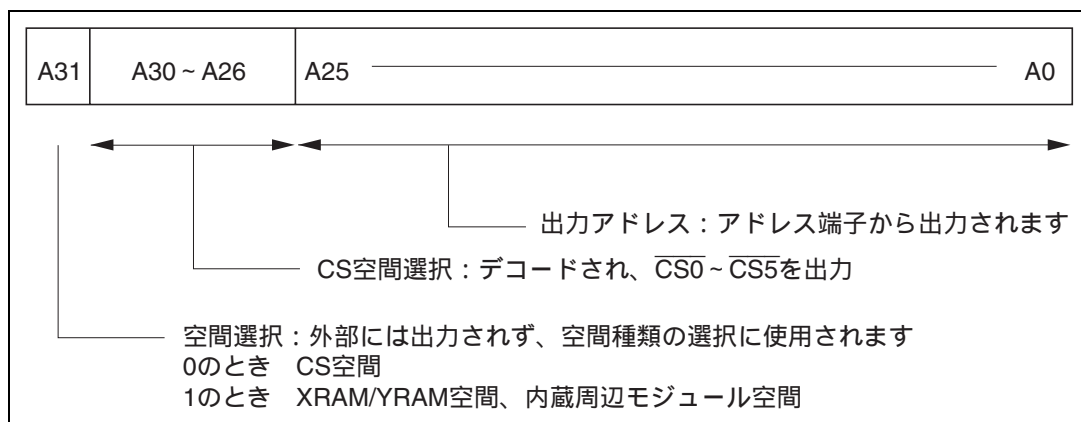 A31 A30 ~ A26 A25 A0
出力アドレス：アドレス端子から出力されます
CS空間選択：デコードされ、CS0 ~ CS5を出力
空間選択：外部には出力されず、空間種類の選択に使用されます
0のとき CS空間
1のとき XRAM/YRAM空間、内蔵周辺モジュール空間